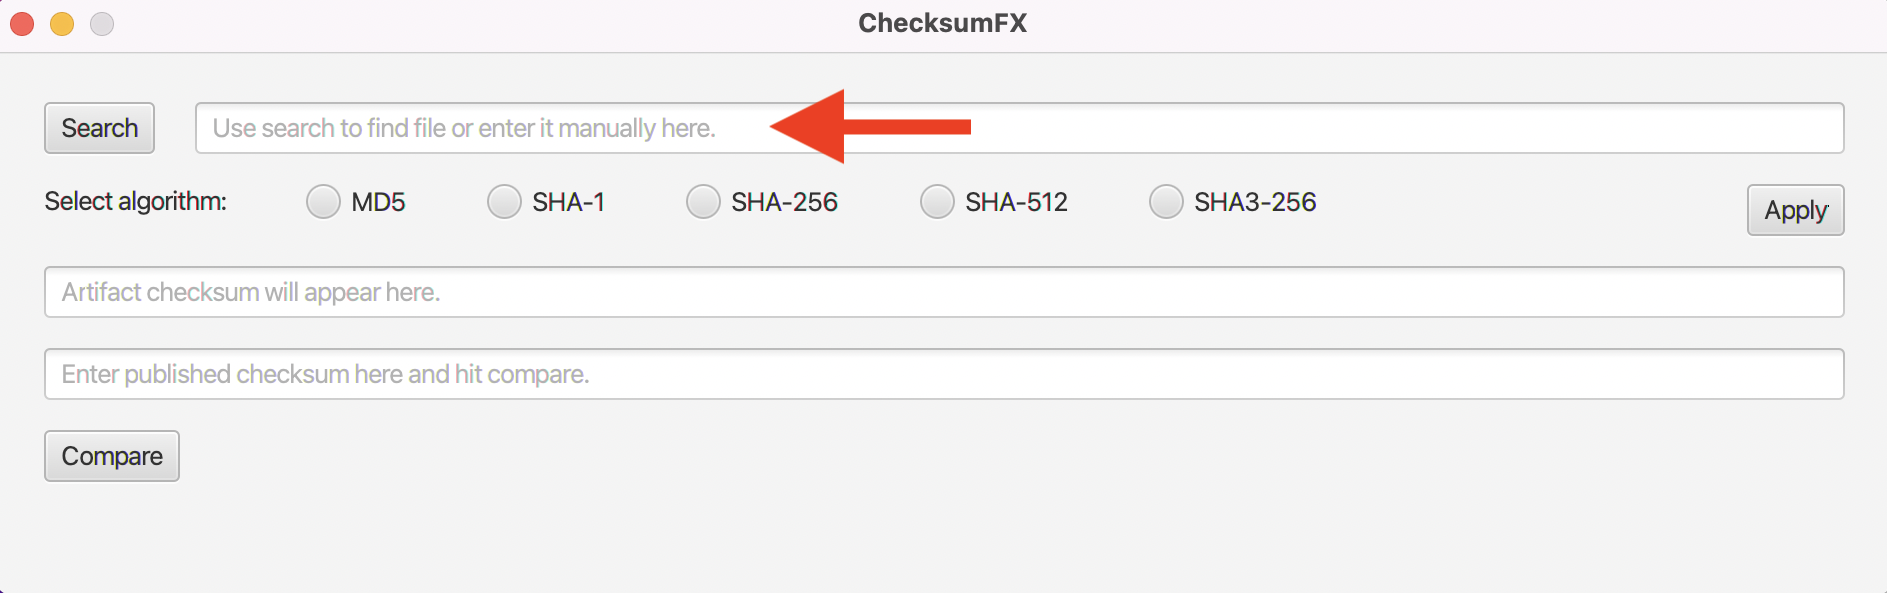 ChecksumFX
Search Use search to find file or enter it manually here.
Select algorithm: MD5 SHA-1 SHA-256 SHA-512 SHA3-256 Apply
Artifact checksum will appear here.
Enter published checksum here and hit compare.
Compare